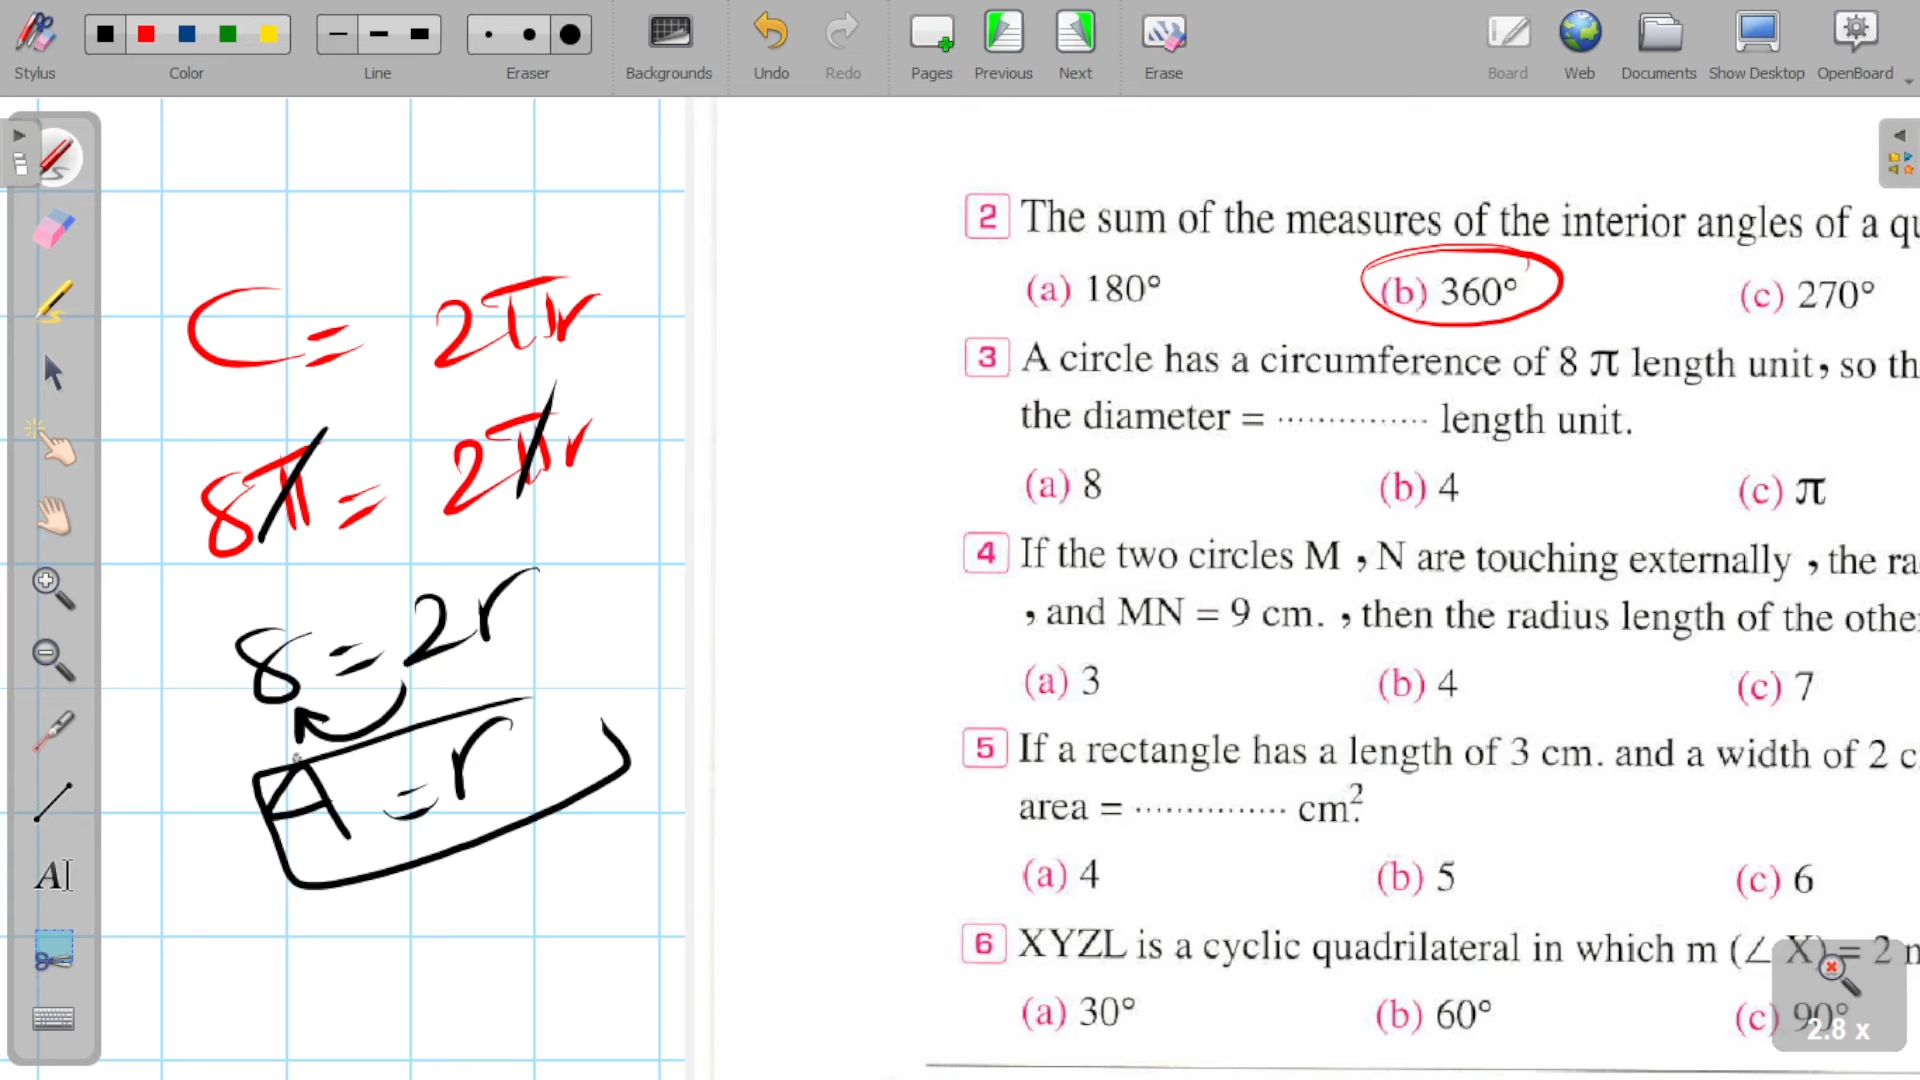 Stylus Color Line Eraser Backgrounds Undo Redo Pages Previous Next Erase Board Web Documents Show Desktop OpenBoard
C = 2πr
8π = 2πr
8 = 2r
4 = r
2 The sum of the measures of the interior angles of a qu
(a) 180° (b) 360° (c) 270°
3 A circle has a circumference of 8 π length unit, so th
the diameter = ............... length unit.
(a) 8 (b) 4 (c) π
4 If the two circles M , N are touching externally , the ra
, and MN = 9 cm. , then the radius length of the othe
(a) 3 (b) 4 (c) 7
5 If a rectangle has a length of 3 cm. and a width of 2 c
area = ............... cm².
(a) 4 (b) 5 (c) 6
6 XYZL is a cyclic quadrilateral in which m (∠ X) = 2 m
(a) 30° (b) 60° (c) 90°
2.8 x